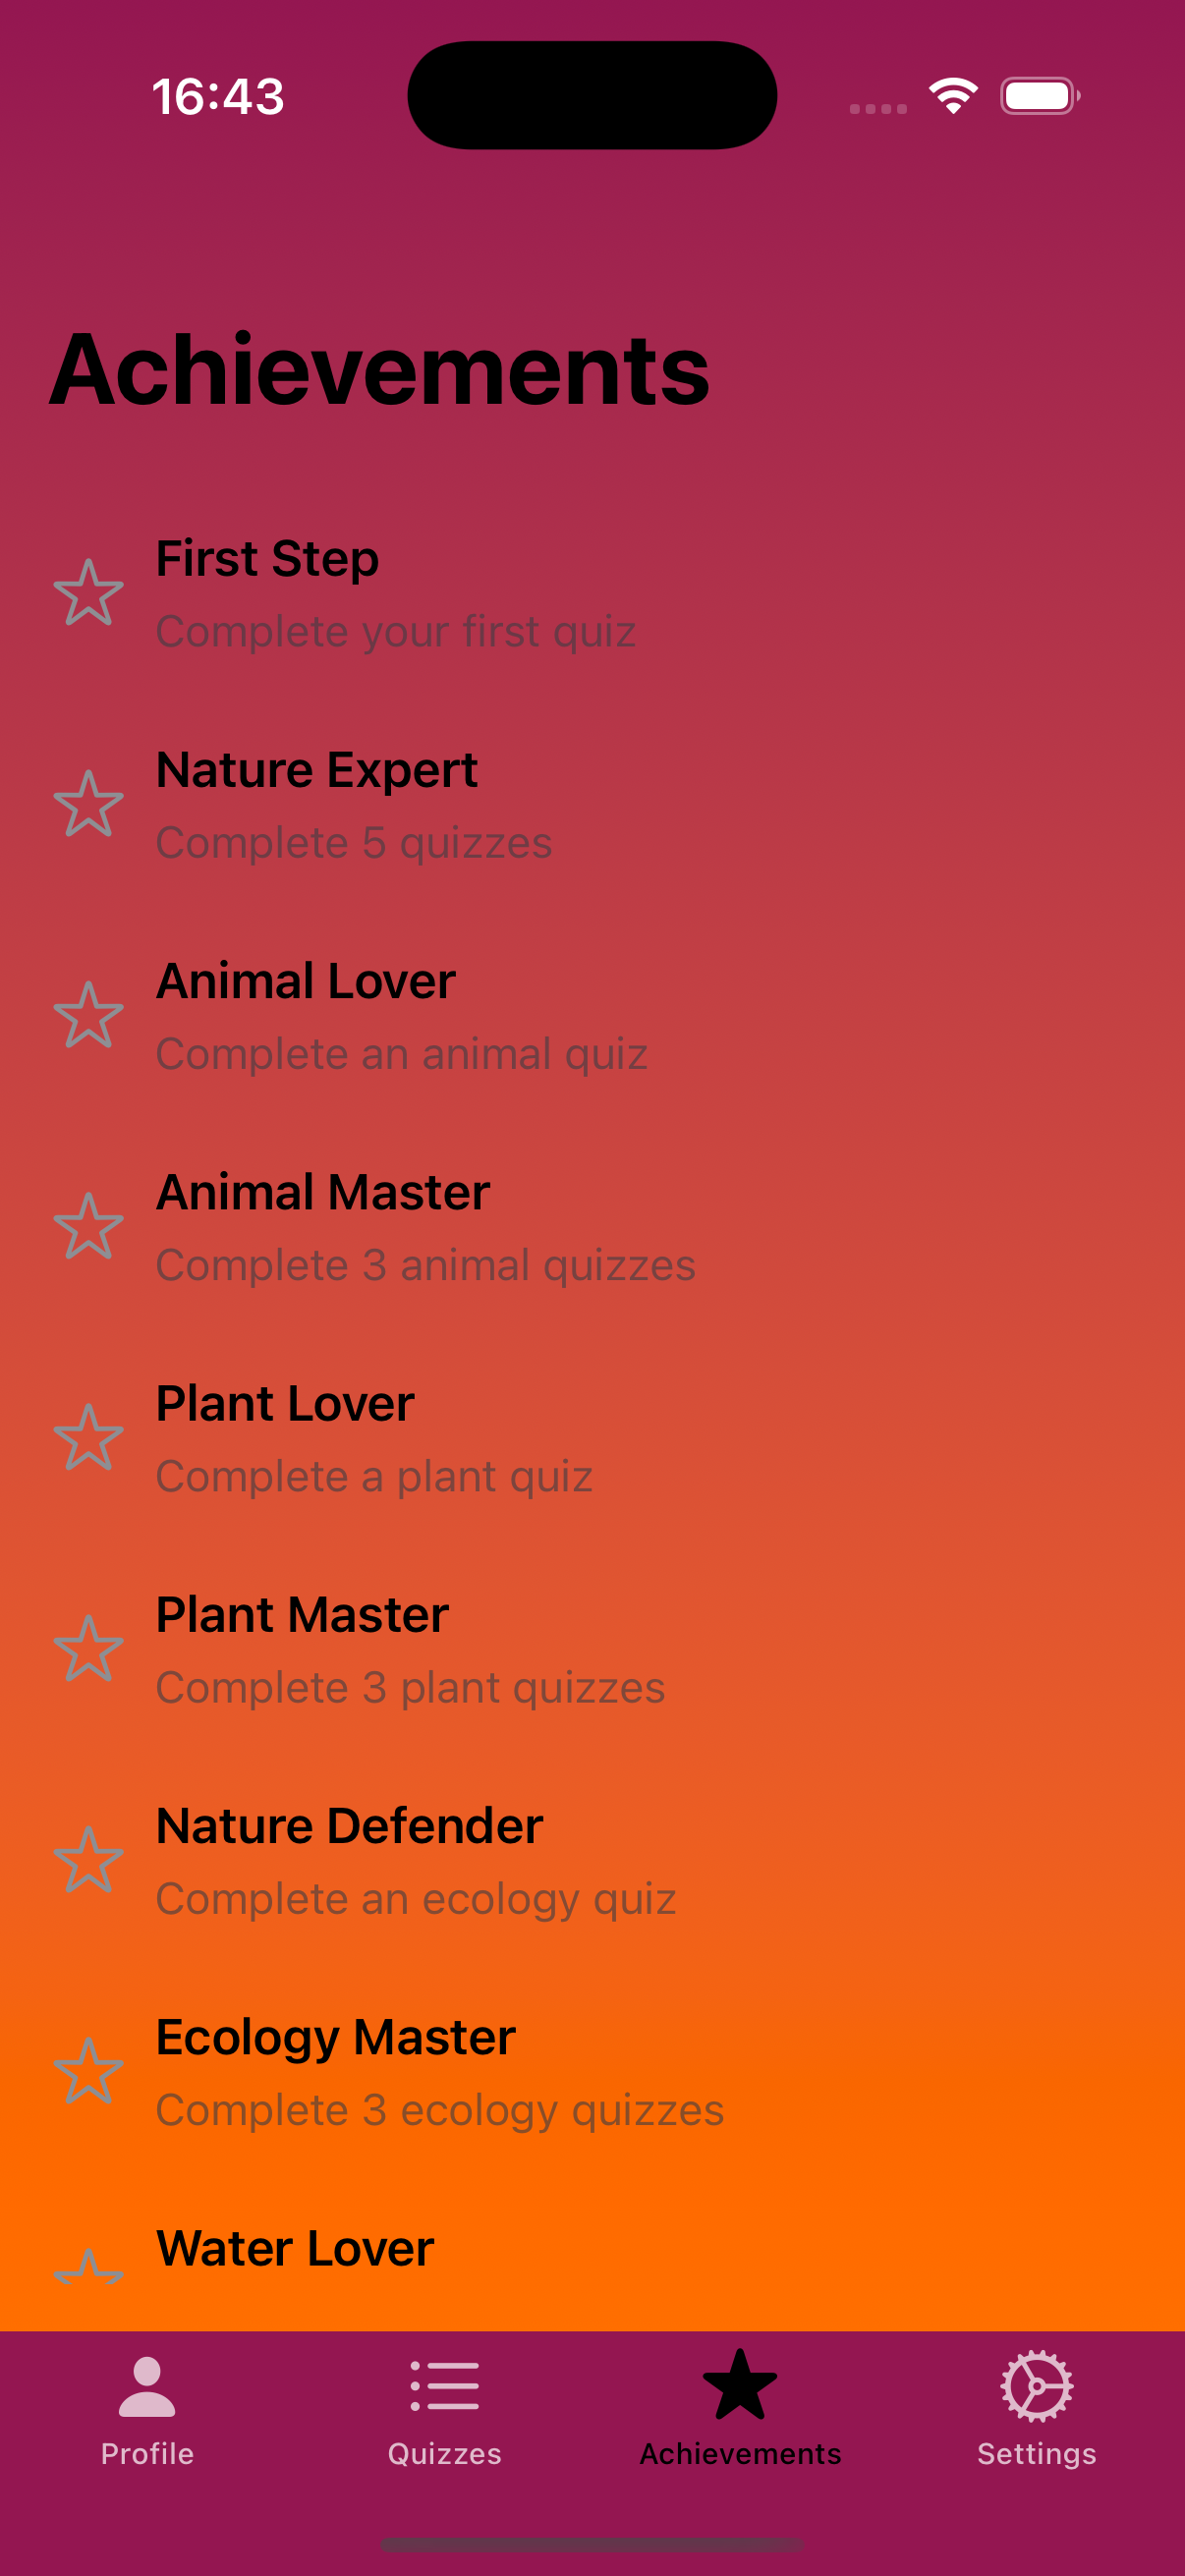 16:43
Achievements
First Step
Complete your first quiz
Nature Expert
Complete 5 quizzes
Animal Lover
Complete an animal quiz
Animal Master
Complete 3 animal quizzes
Plant Lover
Complete a plant quiz
Plant Master
Complete 3 plant quizzes
Nature Defender
Complete an ecology quiz
Ecology Master
Complete 3 ecology quizzes
Water Lover
Profile
Quizzes
Achievements
Settings